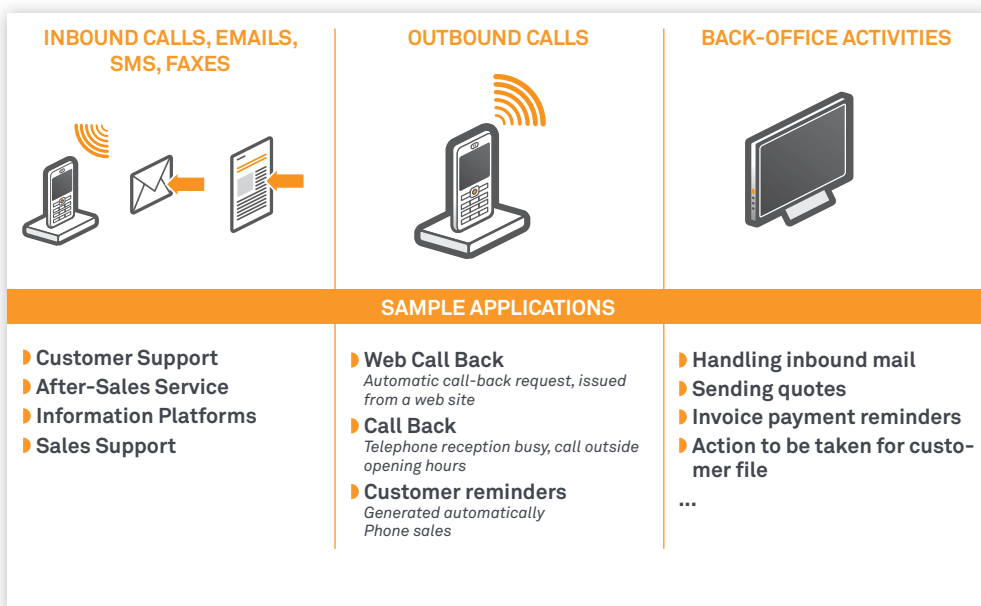 INBOUND CALLS, EMAILS,
SMS, FAXES
OUTBOUND CALLS
BACK-OFFICE ACTIVITIES
SAMPLE APPLICATIONS
Customer Support
After-Sales Service
Information Platforms
Sales Support
Web Call Back
Automatic call-back request, issued
from a web site
Call Back
Telephone reception busy, call outside
opening hours
Customer reminders
Generated automatically
Phone sales
Handling inbound mail
Sending quotes
Invoice payment reminders
Action to be taken for custo-
mer file
...